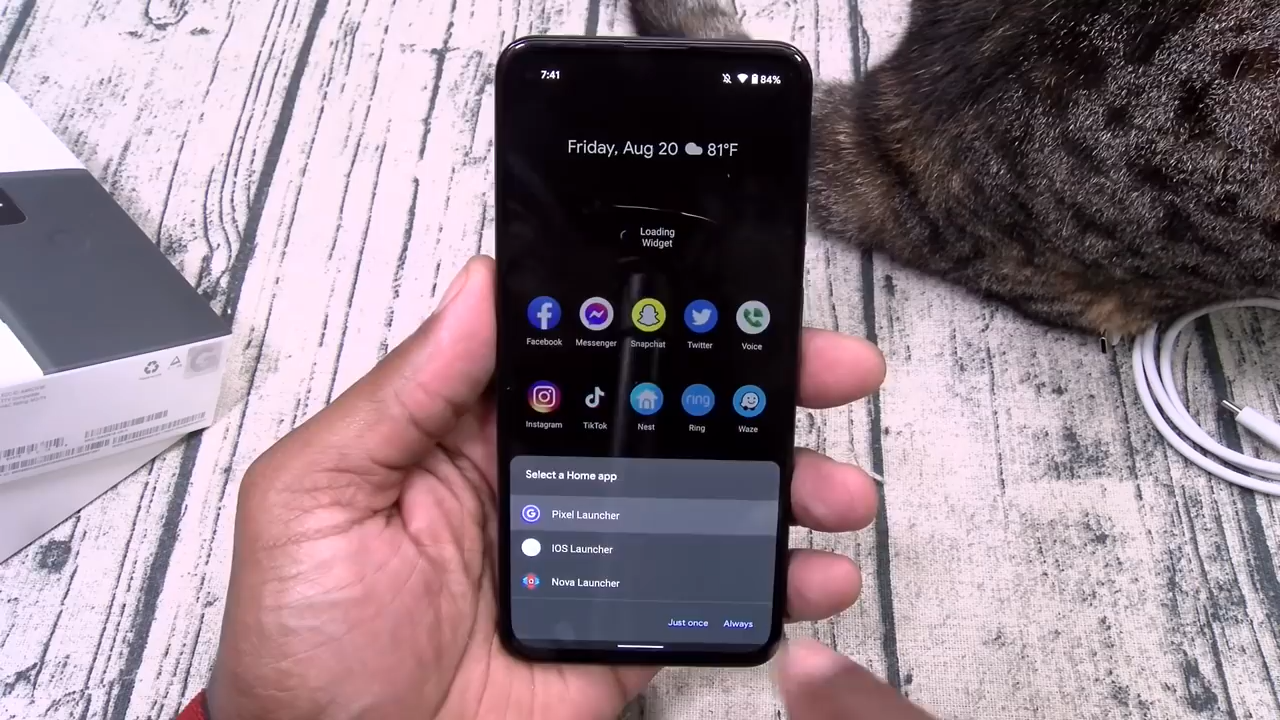 7:41
84%
Friday, Aug 20 81°F
Loading
Widget
Facebook Messenger Snapchat Twitter Voice
ring
Instagram TikTok Nest Ring Waze
Select a Home app
G Pixel Launcher
IOS Launcher
Nova Launcher
Just once Always
G